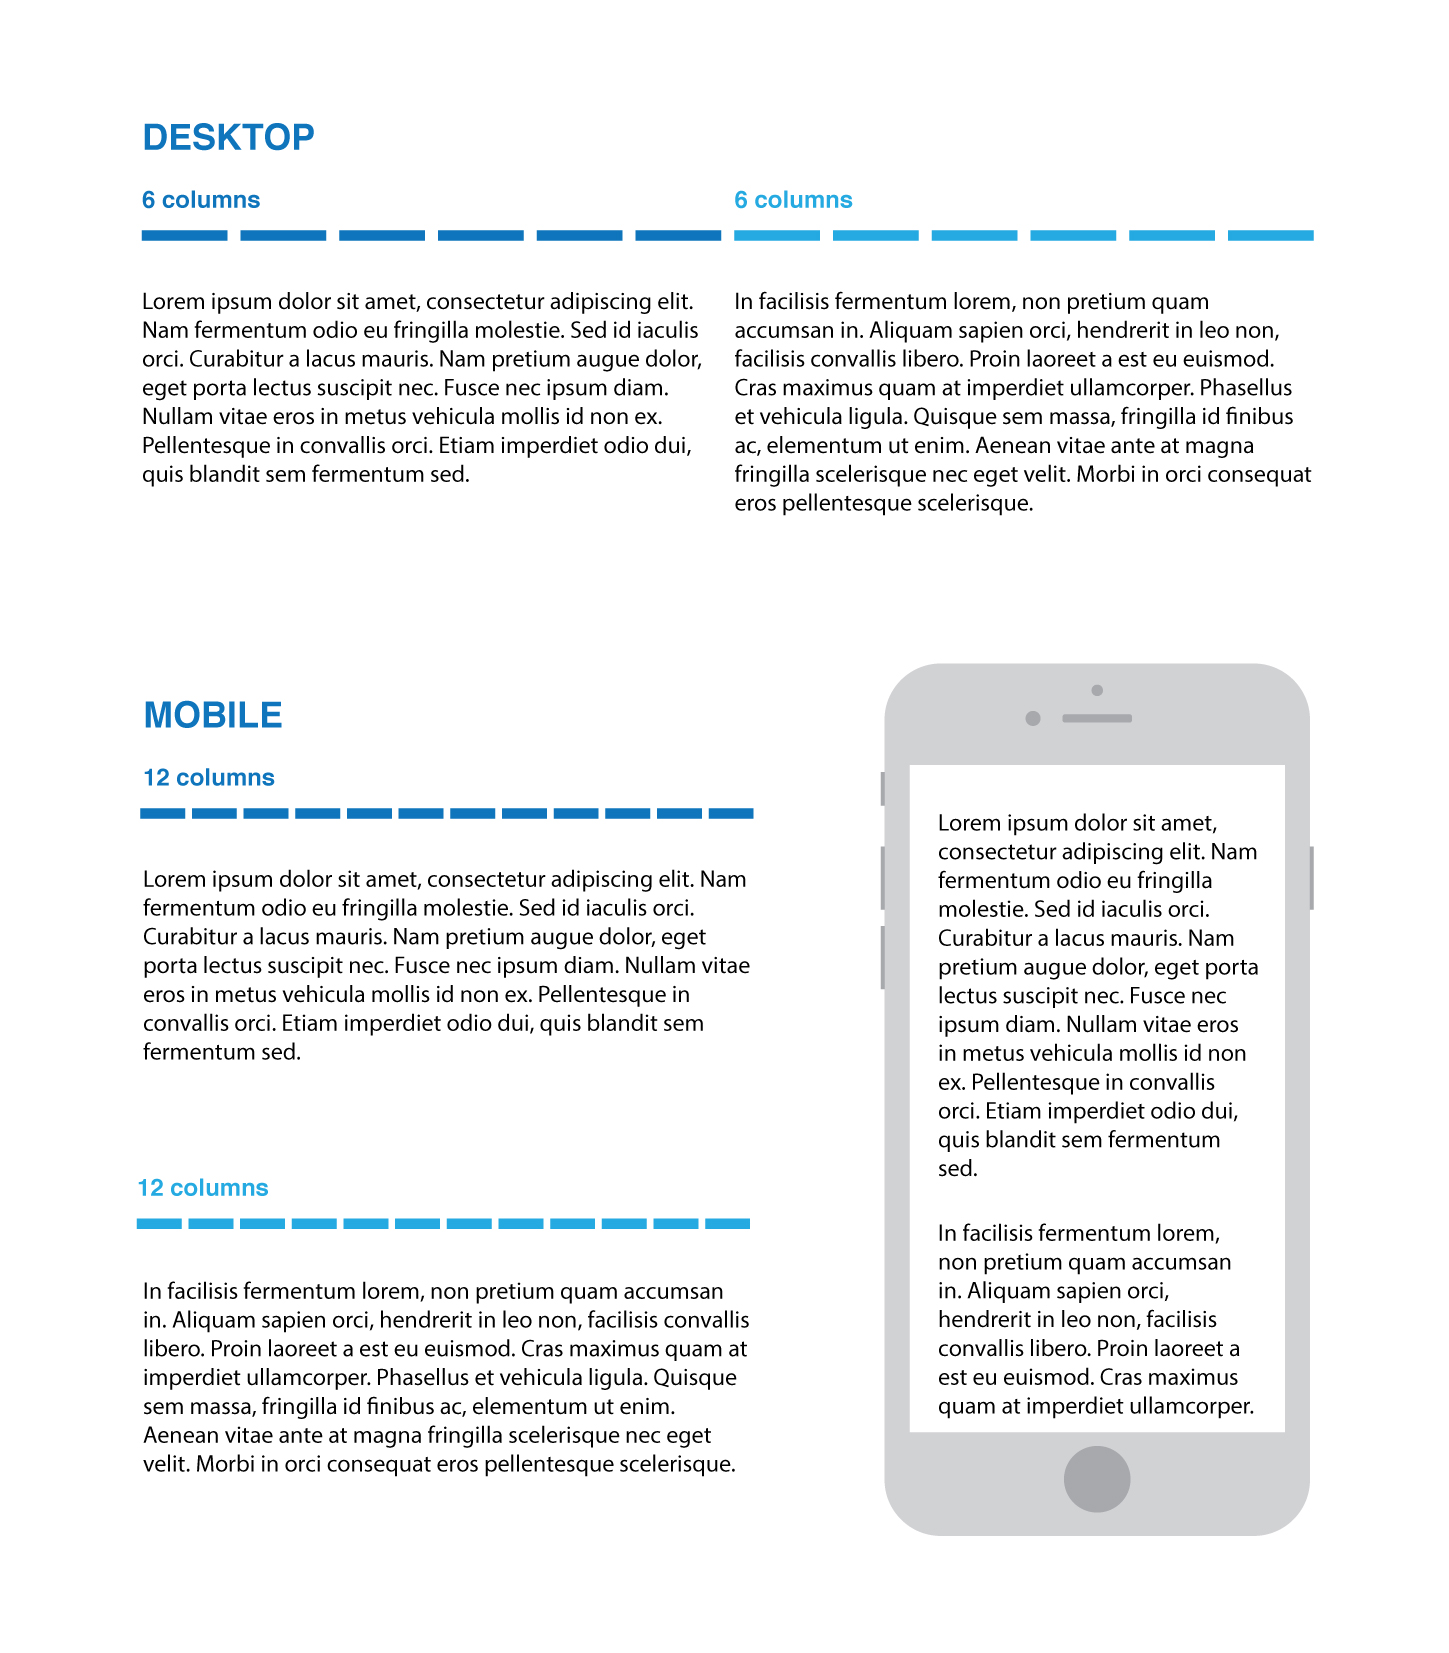 DESKTOP
6 columns
Lorem ipsum dolor sit amet, consectetur adipiscing elit.
Nam fermentum odio eu fringilla molestie. Sed id iaculis
orci. Curabitur a lacus mauris. Nam pretium augue dolor,
eget porta lectus suscipit nec. Fusce nec ipsum diam.
Nullam vitae eros in metus vehicula mollis id non ex.
Pellentesque in convallis orci. Etiam imperdiet odio dui,
quis blandit sem fermentum sed.
6 columns
In facilisis fermentum lorem, non pretium quam
accumsan in. Aliquam sapien orci, hendrerit in leo non,
facilisis convallis libero. Proin laoreet a est eu euismod.
Cras maximus quam at imperdiet ullamcorper. Phasellus
et vehicula ligula. Quisque sem massa, fringilla id finibus
ac, elementum ut enim. Aenean vitae ante at magna
fringilla scelerisque nec eget velit. Morbi in orci consequat
eros pellentesque scelerisque.
MOBILE
12 columns
Lorem ipsum dolor sit amet, consectetur adipiscing elit. Nam
fermentum odio eu fringilla molestie. Sed id iaculis orci.
Curabitur a lacus mauris. Nam pretium augue dolor, eget
porta lectus suscipit nec. Fusce nec ipsum diam. Nullam vitae
eros in metus vehicula mollis id non ex. Pellentesque in
convallis orci. Etiam imperdiet odio dui, quis blandit sem
fermentum sed.
12 columns
In facilisis fermentum lorem, non pretium quam accumsan
in. Aliquam sapien orci, hendrerit in leo non, facilisis convallis
libero. Proin laoreet a est eu euismod. Cras maximus quam at
imperdiet ullamcorper. Phasellus et vehicula ligula. Quisque
sem massa, fringilla id finibus ac, elementum ut enim.
Aenean vitae ante at magna fringilla scelerisque nec eget
velit. Morbi in orci consequat eros pellentesque scelerisque.
Lorem ipsum dolor sit amet,
consectetur adipiscing elit. Nam
fermentum odio eu fringilla
molestie. Sed id iaculis orci.
Curabitur a lacus mauris. Nam
pretium augue dolor, eget porta
lectus suscipit nec. Fusce nec
ipsum diam. Nullam vitae eros
in metus vehicula mollis id non
ex. Pellentesque in convallis
orci. Etiam imperdiet odio dui,
quis blandit sem fermentum
sed.
In facilisis fermentum lorem,
non pretium quam accumsan
in. Aliquam sapien orci,
hendrerit in leo non, facilisis
convallis libero. Proin laoreet a
est eu euismod. Cras maximus
quam at imperdiet ullamcorper.